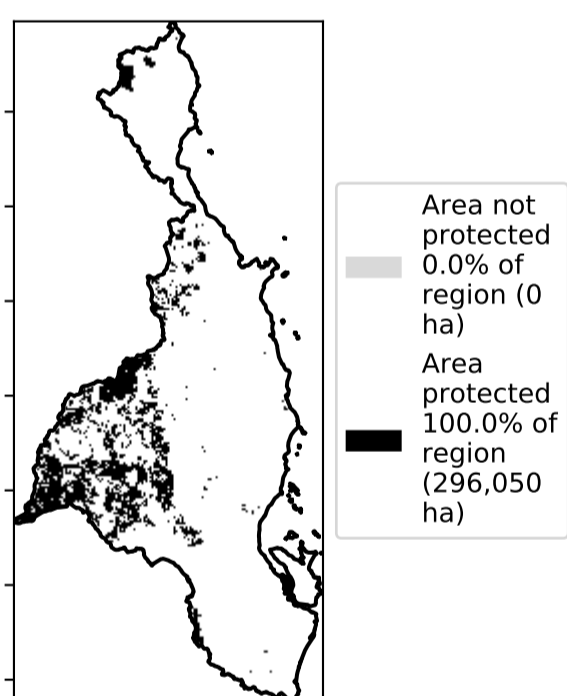 Area not
protected
0.0% of
region (0
ha)
Area
protected
100.0% of
region
(296,050
ha)